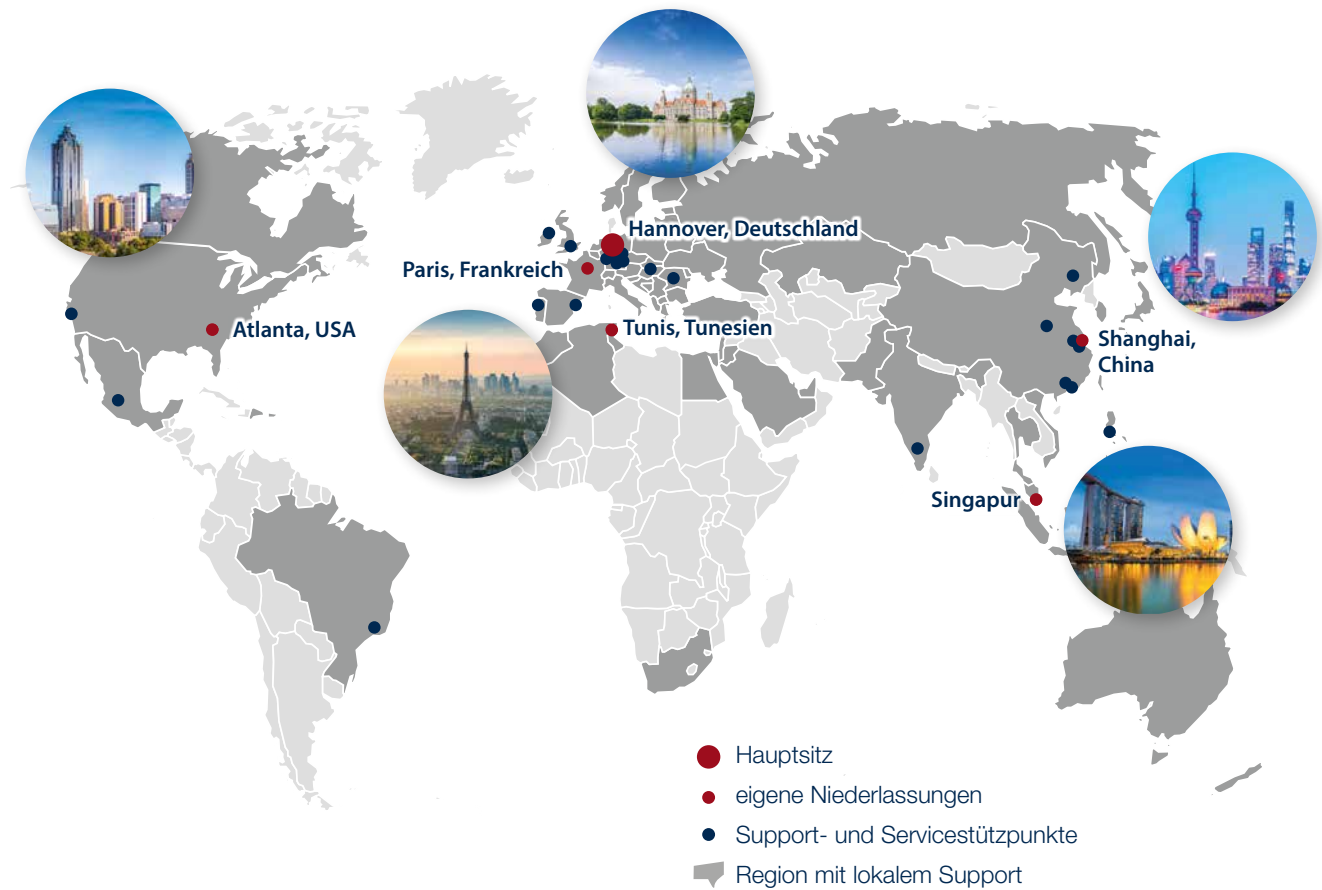 Hannover, Deutschland
Paris, Frankreich
Atlanta, USA
Tunis, Tunesien
Shanghai,
China
Singapur
Hauptsitz
eigene Niederlassungen
Support- und Servicestützpunkte
Region mit lokalem Support